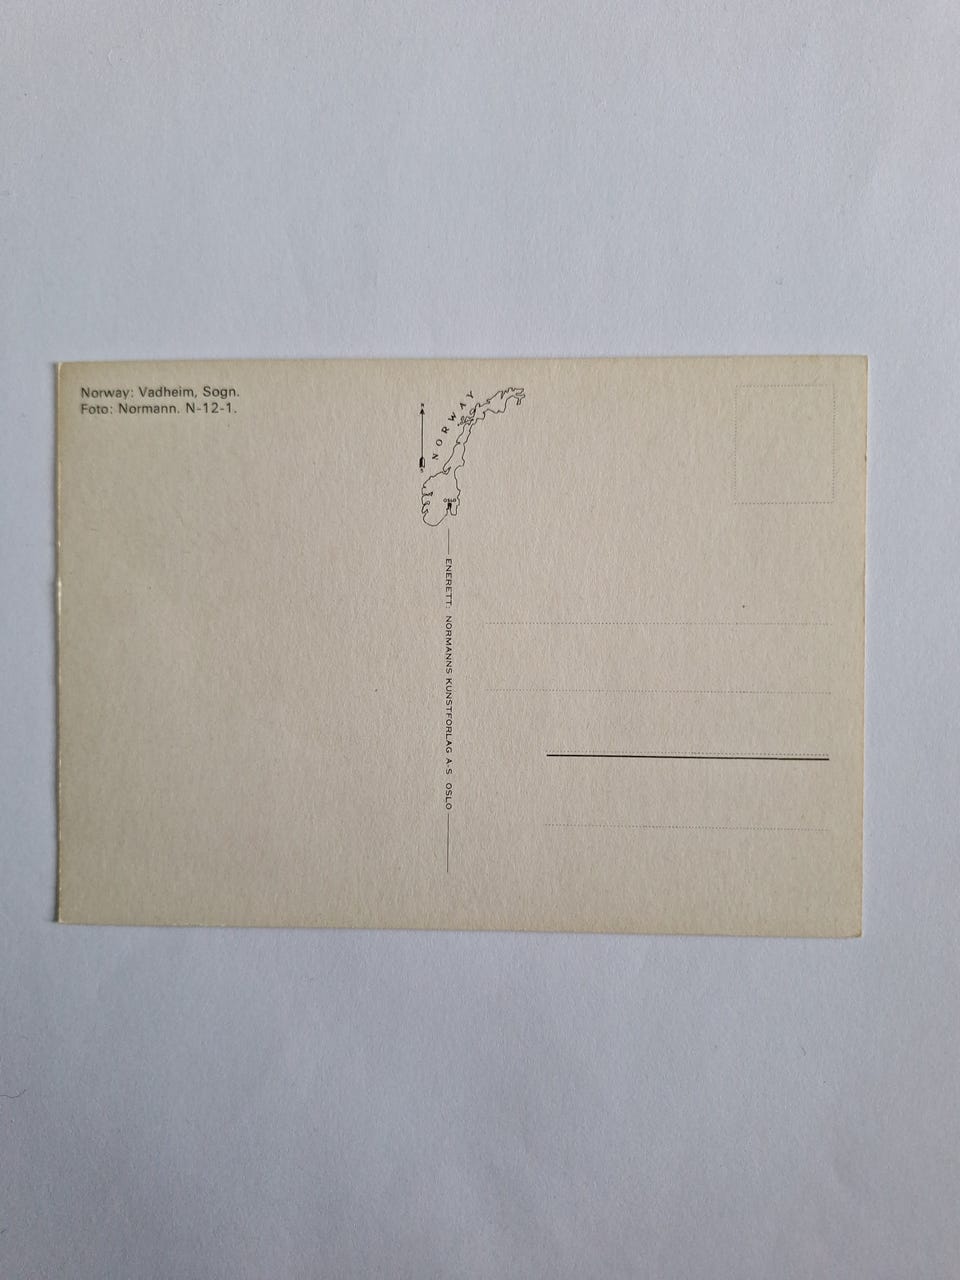 Norway: Vadheim, Sogn.
Foto: Normann. N-12-1.
NORWAY
OSLO
ENERETT: NORMANNS KUNSTFORLAG A·S OSLO